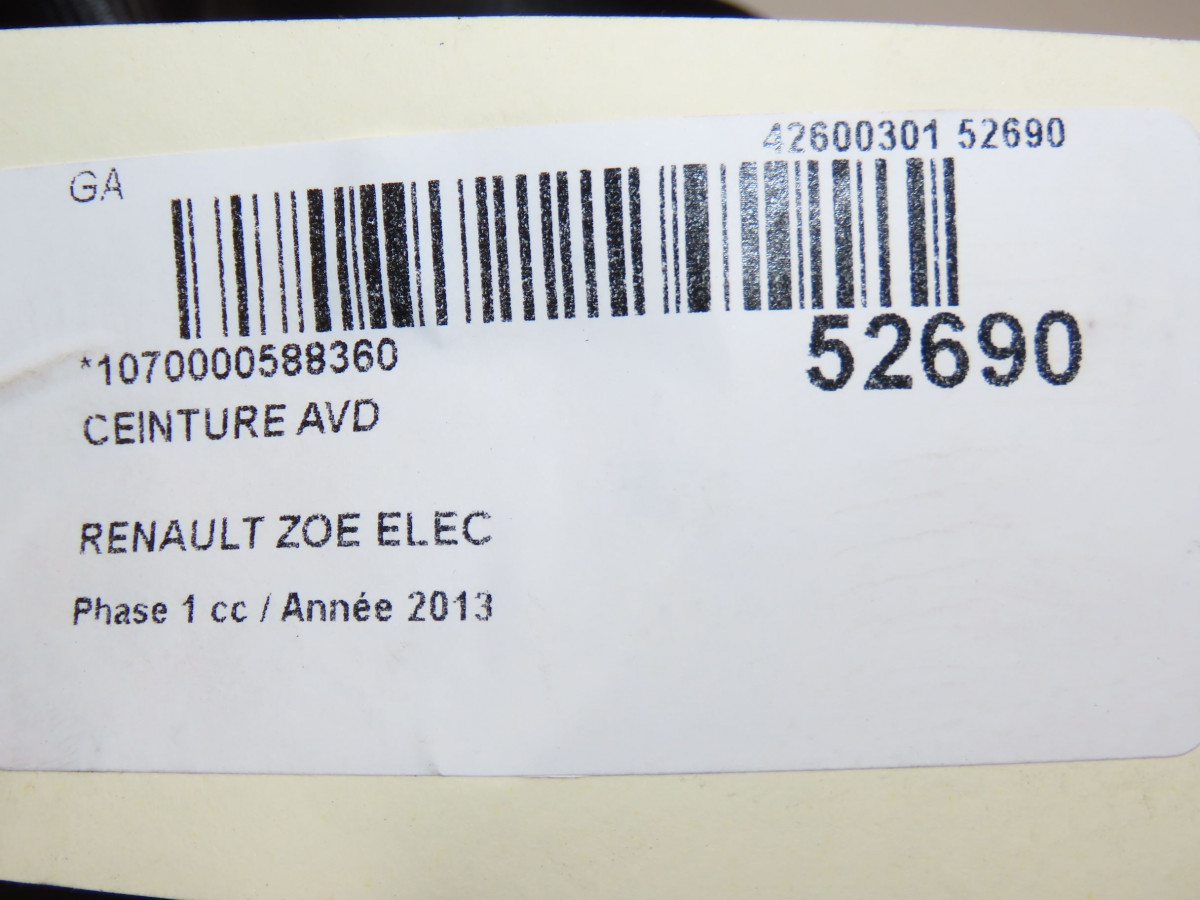 42600301 52690
GA
*1070000588360
52690
CEINTURE AVD
RENAULT ZOE ELEC
Phase 1 cc / Année 2013